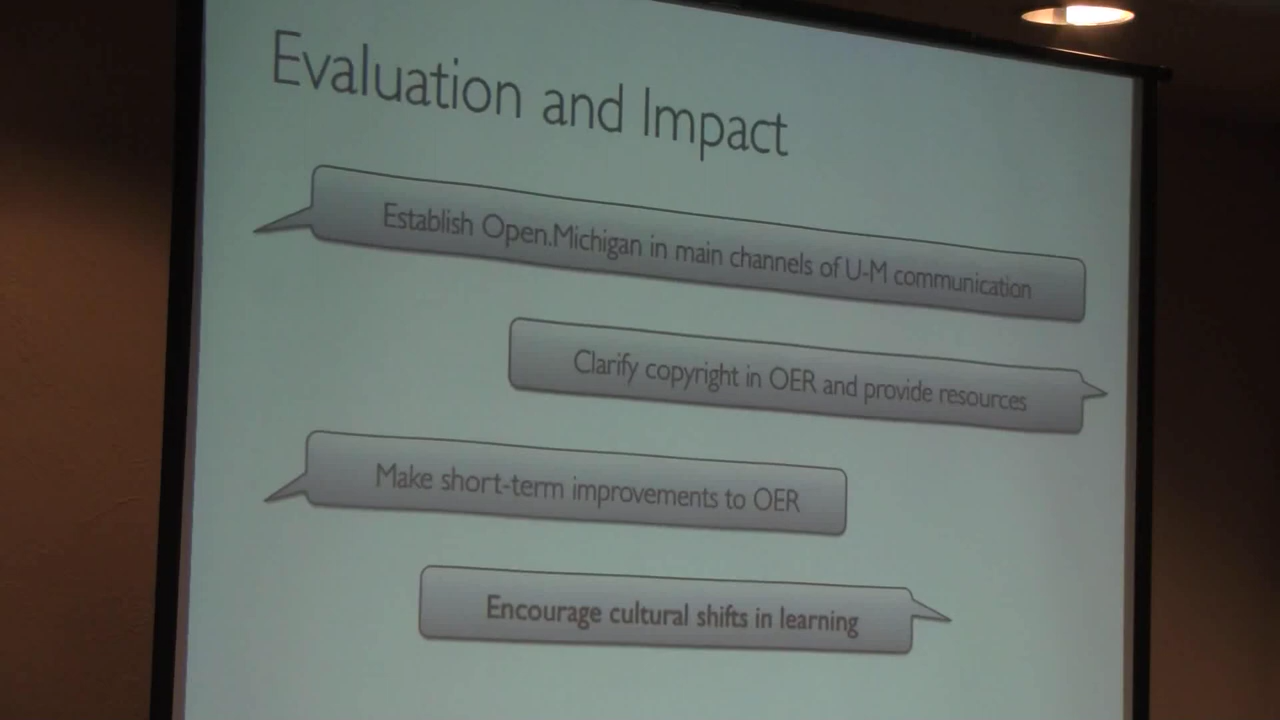 Evaluation and Impact
Establish Open.Michigan in main channels of U-M communication
Clarify copyright in OER and provide resources
Make short-term improvements to OER
Encourage cultural shifts in learning